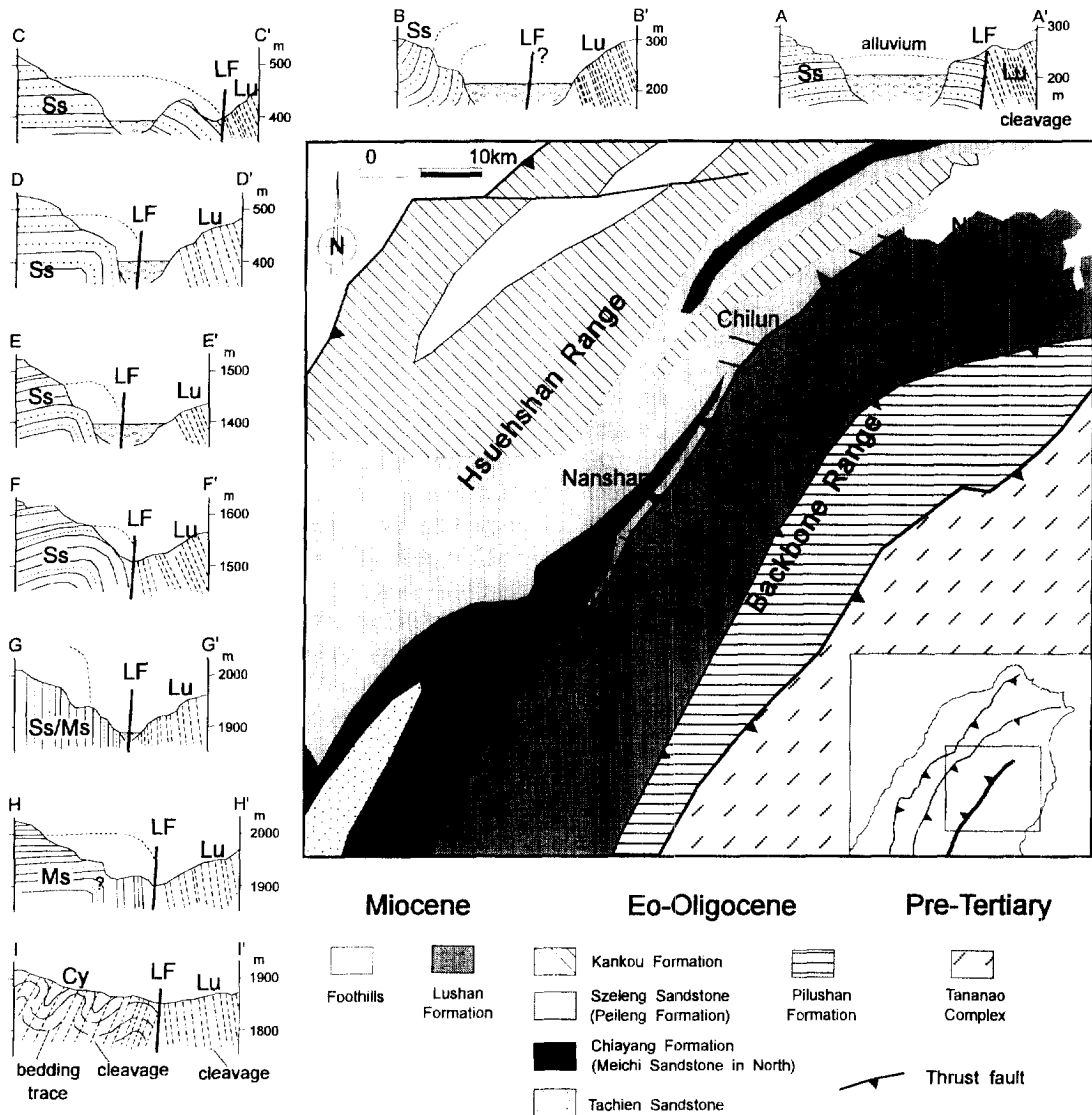 C C'
m
LF
500
Lu
Ss
400
B B'
m
Ss
LF
?
Lu
300
200
A A'
300
LF
alluvium
Ss
Lu
200
m
cleavage
D D'
m
LF
Lu
500
400
Ss
E E'
m
LF
1500
Ss
Lu
1400
F F'
m
LF
1600
Lu
Ss
1500
G G'
m
LF
2000
Lu
Ss/Ms
1900
H H'
m
LF
2000
Lu
Ms
?
1900
I I'
m
Cy
LF
Lu
1900
1800
bedding trace
cleavage
cleavage
0 10km
N
Chilun
Hsuehshan Range
Nanshan
Backbone Range
Miocene
Eo-Oligocene
Pre-Tertiary
Foothills
Lushan
Formation
Kankou Formation
Szeleng Sandstone
(Peileng Formation)
Chiayang Formation
(Meichi Sandstone in North)
Tachien Sandstone
Pilushan
Formation
Tananao
Complex
Thrust fault